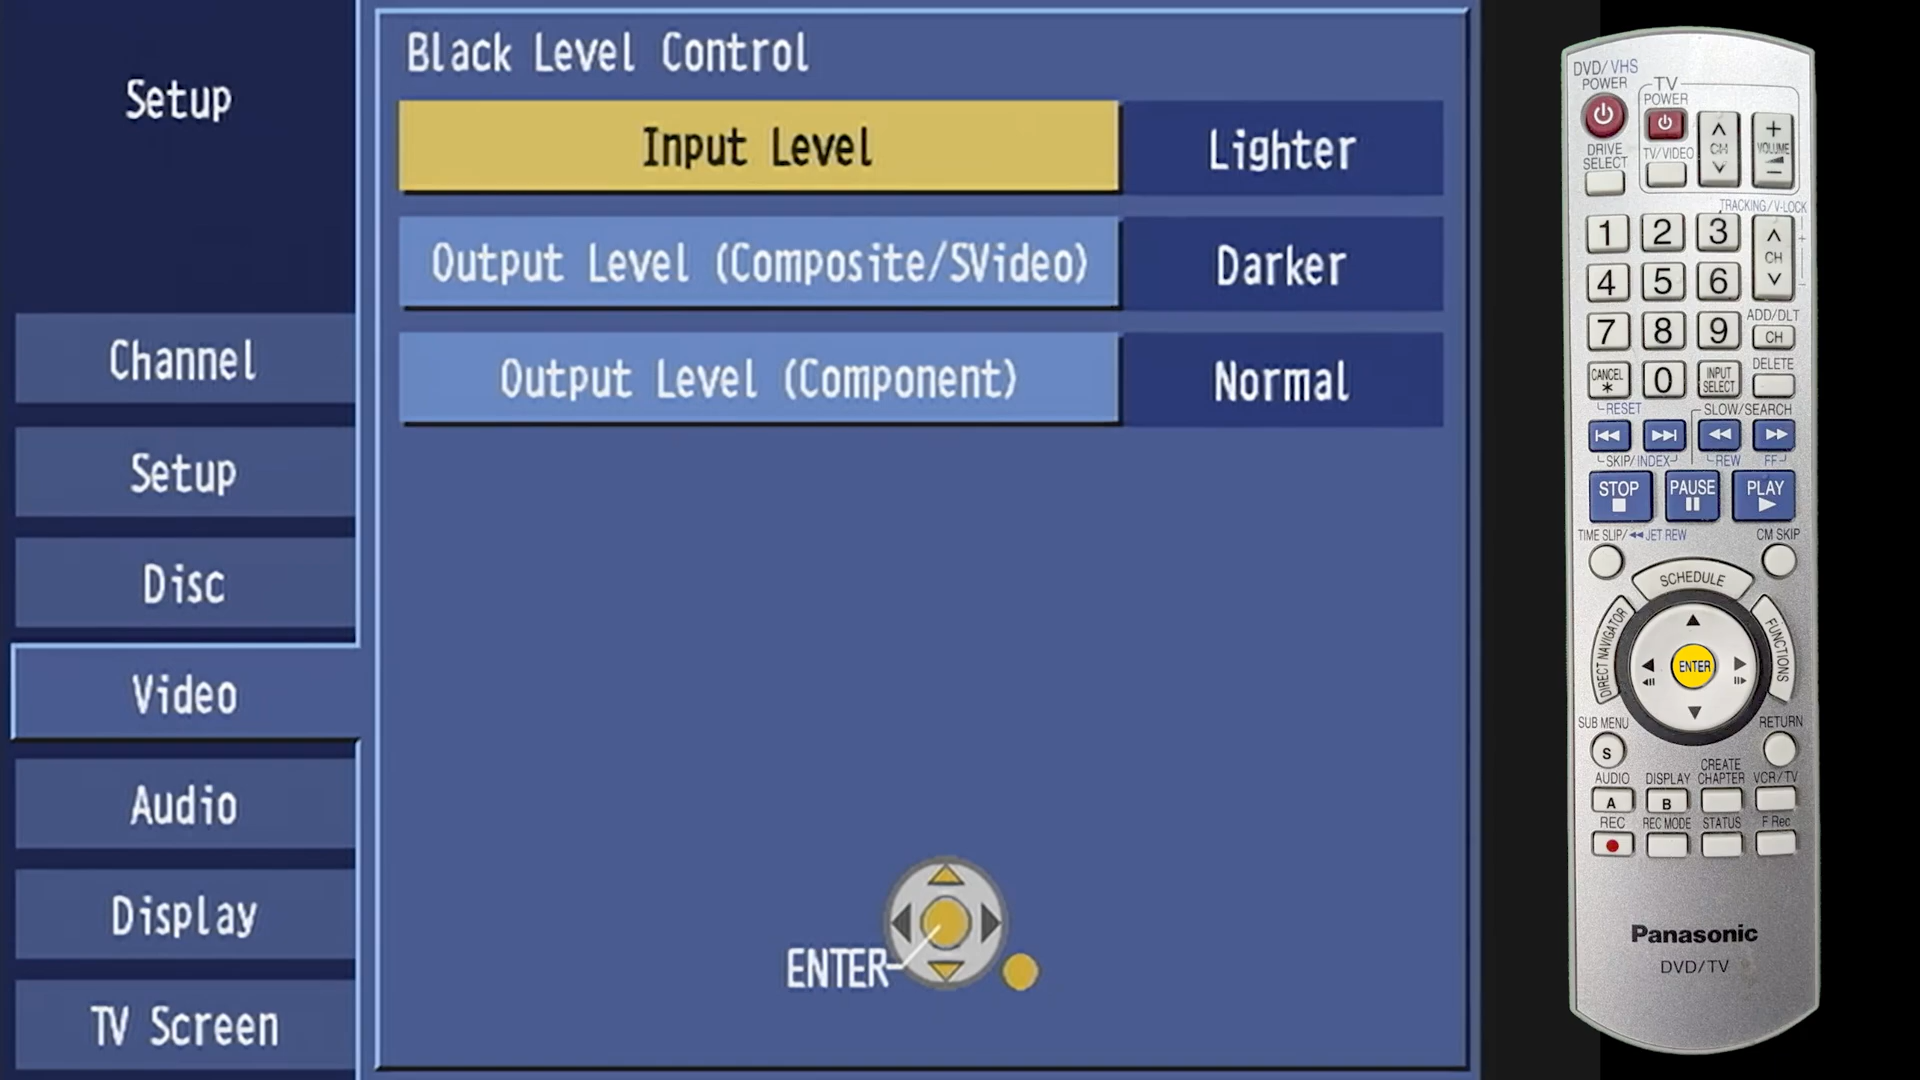 Setup
Channel
Setup
Disc
Video
Audio
Display
TV Screen
Black Level Control
Input Level Lighter
Output Level (Composite/SVideo) Darker
Output Level (Component) Normal
ENTER
DVD/VHS
POWER
TV
POWER
CH
VOLUME
DRIVE
SELECT
TV/VIDEO
TRACKING/V-LOCK
1 2 3
CH
4 5 6
7 8 9
ADD/DLT
CH
CANCEL
*
0
INPUT
SELECT
DELETE
RESET
SLOW/SEARCH
SKIP/INDEX
REW FF
STOP PAUSE PLAY
TIME SLIP/ JET REW
CM SKIP
SCHEDULE
DIRECT NAVIGATOR
FUNCTIONS
ENTER
SUB MENU
S
RETURN
AUDIO DISPLAY CREATE
CHAPTER VCR/TV
A B
REC REC MODE STATUS F Rec
Panasonic
DVD/TV